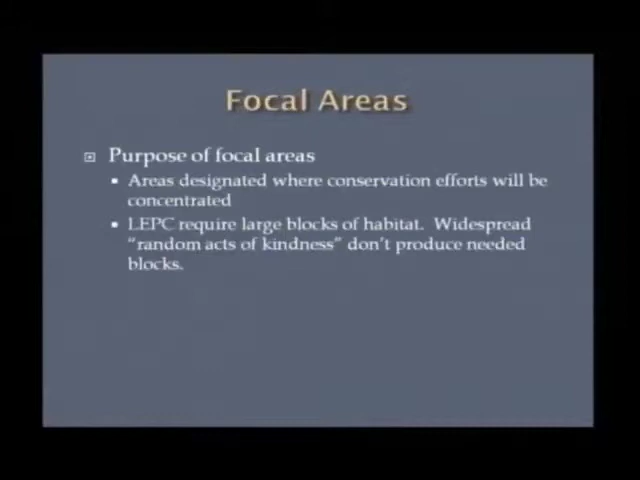 Focal Areas
Purpose of focal areas
Areas designated where conservation efforts will be
concentrated
LEPC require large blocks of habitat. Widespread
“random acts of kindness” don’t produce needed
blocks.